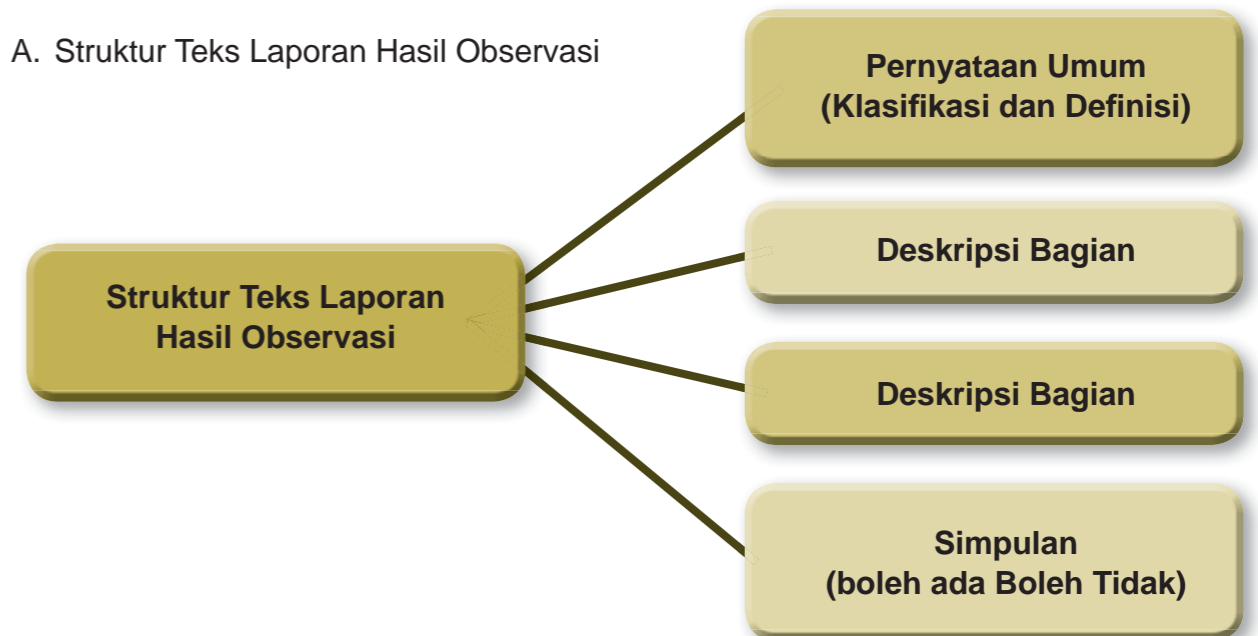 A. Struktur Teks Laporan Hasil Observasi
Struktur Teks Laporan
Hasil Observasi
Pernyataan Umum
(Klasifikasi dan Definisi)
Deskripsi Bagian
Deskripsi Bagian
Simpulan
(boleh ada Boleh Tidak)